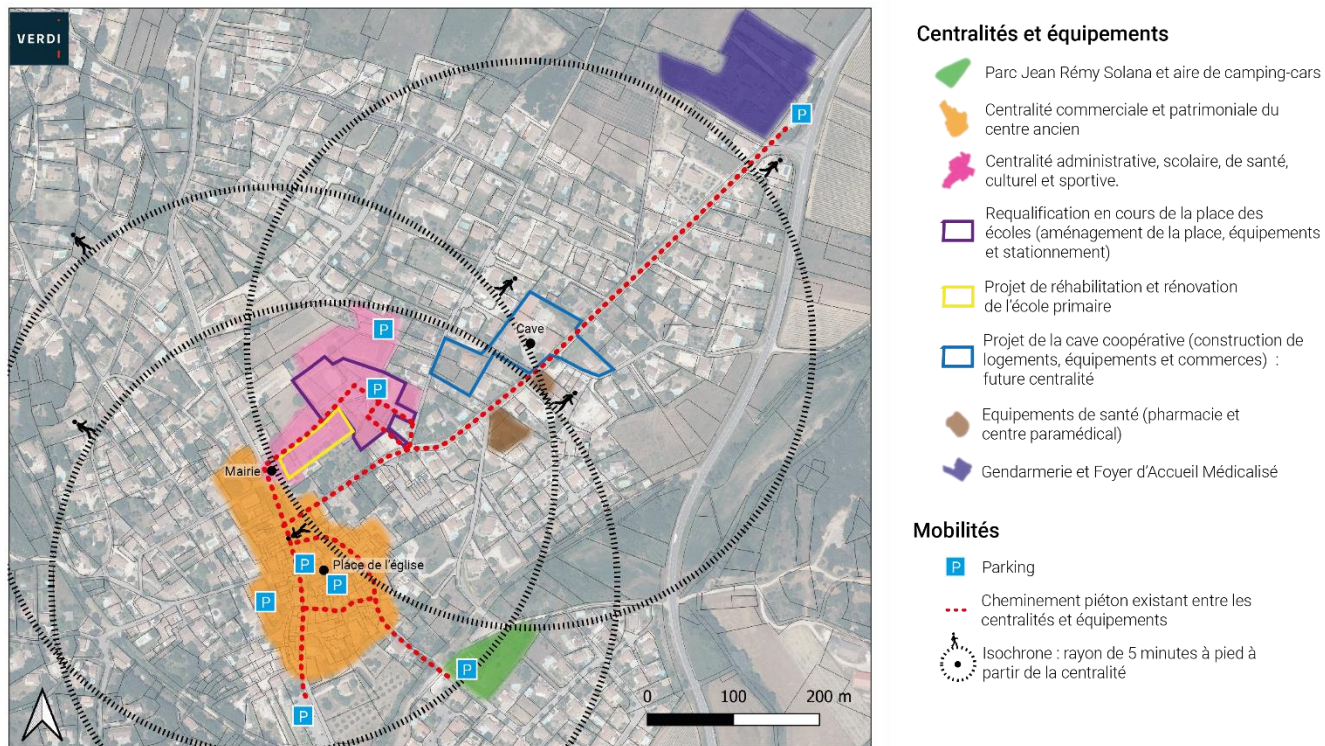 VERDI
P
P
Cave
P
Mairie
Place de l'église
P
P
P
P
P
0 100 200 m
Centralités et équipements
Parc Jean Rémy Solana et aire de camping-cars
Centralité commerciale et patrimoniale du
centre ancien
Centralité administrative, scolaire, de santé,
culturel et sportive.
Requalification en cours de la place des
écoles (aménagement de la place, équipements
et stationnement)
Projet de réhabilitation et rénovation
de l'école primaire
Projet de la cave coopérative (construction de
logements, équipements et commerces) :
future centralité
Equipements de santé (pharmacie et
centre paramédical)
Gendarmerie et Foyer d'Accueil Médicalisé
Mobilités
P Parking
Cheminement piéton existant entre les
centralités et équipements
Isochrone : rayon de 5 minutes à pied à
partir de la centralité